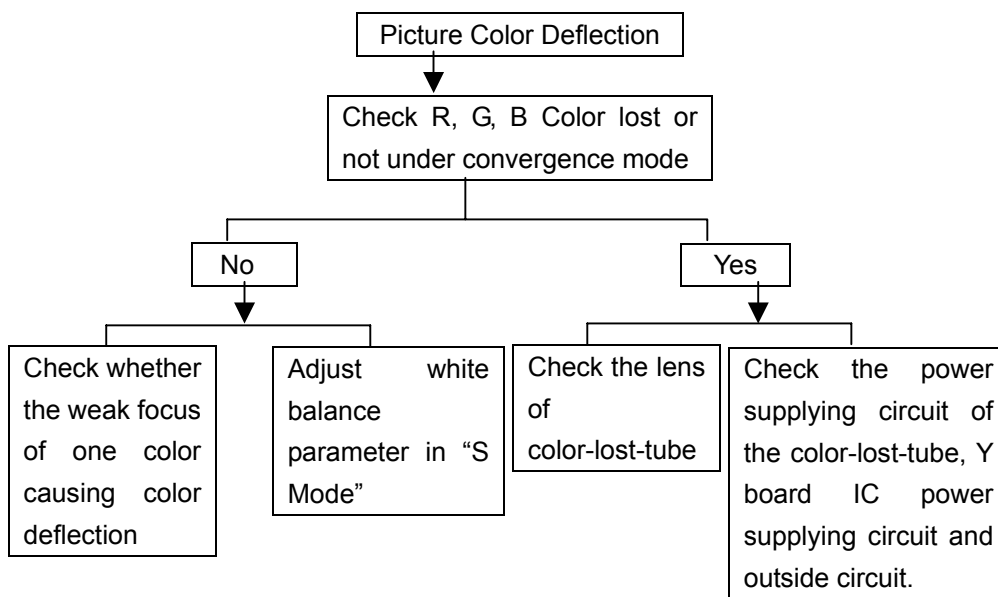 Picture Color Deflection
Check R, G, B Color lost or
not under convergence mode
No
Yes
Check whether
the weak focus
of one color
causing color
deflection
Adjust white
balance
parameter in “S
Mode”
Check the lens
of
color-lost-tube
Check the power
supplying circuit of
the color-lost-tube, Y
board IC power
supplying circuit and
outside circuit.